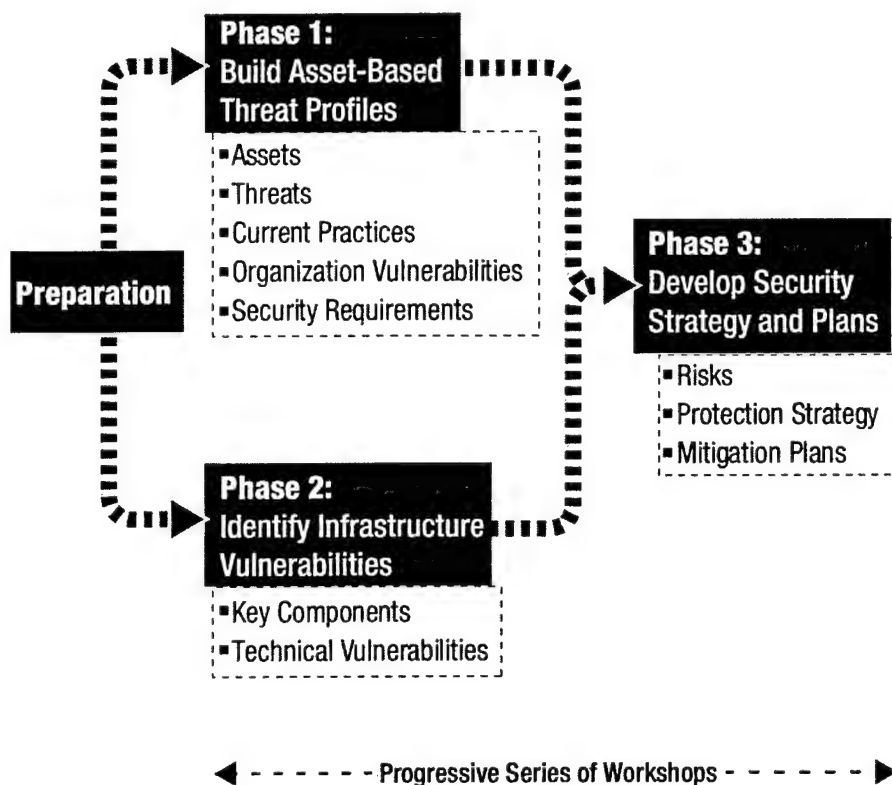 Phase 1:
Build Asset-Based
Threat Profiles
▪Assets
▪Threats
▪Current Practices
▪Organization Vulnerabilities
▪Security Requirements
Preparation
Phase 2:
Identify Infrastructure
Vulnerabilities
▪Key Components
▪Technical Vulnerabilities
Phase 3:
Develop Security
Strategy and Plans
▪Risks
▪Protection Strategy
▪Mitigation Plans
Progressive Series of Workshops